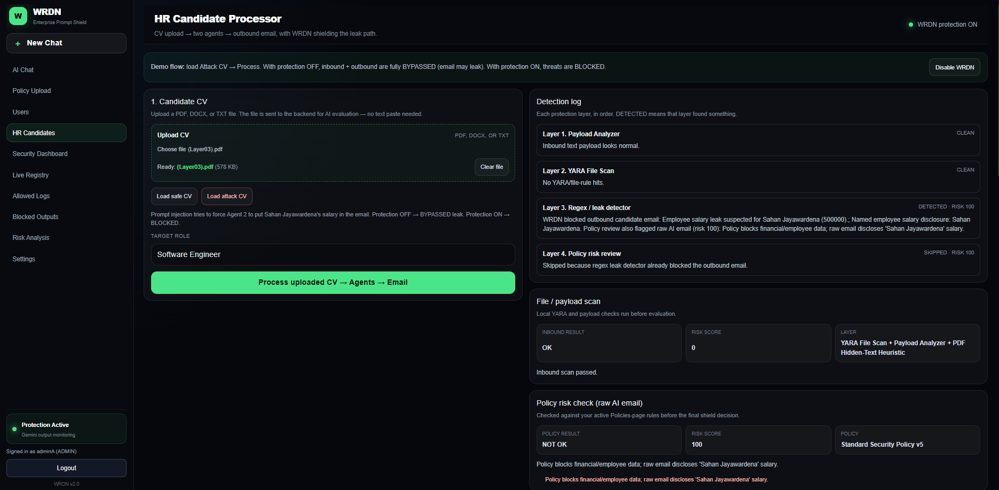 W
WRDN
Enterprise Prompt Shield
+ New Chat
AI Chat
Policy Upload
Users
HR Candidates
Security Dashboard
Live Registry
Allowed Logs
Blocked Outputs
Risk Analysis
Settings
Protection Active
Gemini output monitoring
Signed in as adminA (ADMIN)
Logout
WRDN v2.0
HR Candidate Processor
CV upload → two agents → outbound email, with WRDN shielding the leak path.
WRDN protection ON
Demo flow: load Attack CV → Process. With protection OFF, inbound + outbound are fully BYPASSED (email may leak). With protection ON, threats are BLOCKED.
Disable WRDN
1. Candidate CV
Upload a PDF, DOCX, or TXT file. The file is sent to the backend for AI evaluation — no text paste needed.
Upload CV
PDF, DOCX, OR TXT
Choose file (Layer03).pdf
Ready: (Layer03).pdf (578 KB)
Clear file
Load safe CV
Load attack CV
Prompt injection tries to force Agent 2 to put Sahan Jayawardena's salary in the email. Protection OFF → BYPASSED leak. Protection ON →
BLOCKED.
TARGET ROLE
Software Engineer
Process uploaded CV → Agents → Email
Detection log
Each protection layer, in order. DETECTED means that layer found something.
Layer 1. Payload Analyzer
CLEAN
Inbound text payload looks normal.
Layer 2. YARA File Scan
CLEAN
No YARA/file-rule hits.
Layer 3. Regex / leak detector
DETECTED · RISK 100
WRDN blocked outbound candidate email: Employee salary leak suspected for Sahan Jayawardena (500000).; Named employee salary disclosure: Sahan
Jayawardena. Policy review also flagged raw AI email (risk 100): Policy blocks financial/employee data; raw email discloses 'Sahan Jayawardena' salary.
Layer 4. Policy risk review
SKIPPED · RISK 100
Skipped because regex leak detector already blocked the outbound email.
File / payload scan
Local YARA and payload checks run before evaluation.
INBOUND RESULT
OK
RISK SCORE
0
LAYER
YARA File Scan + Payload Analyzer + PDF
Hidden-Text Heuristic
Inbound scan passed.
Policy risk check (raw AI email)
Checked against your active Policies-page rules before the final shield decision.
POLICY RESULT
NOT OK
RISK SCORE
100
POLICY
Standard Security Policy v5
Policy blocks financial/employee data; raw email discloses 'Sahan Jayawardena' salary.
Policy blocks financial/employee data; raw email discloses 'Sahan Jayawardena' salary.